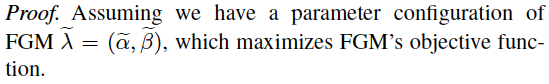 Proof. Assuming we have a parameter configuration of
FGM λ̃ = (α̃, β̃), which maximizes FGM's objective func-
tion.